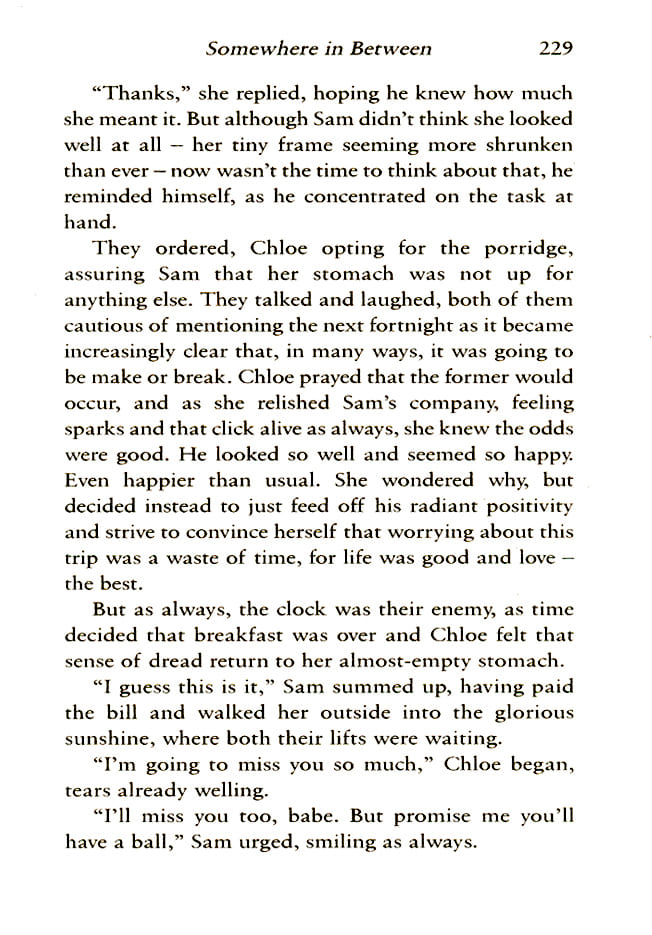 Somewhere in Between 229
“Thanks,” she replied, hoping he knew how much
she meant it. But although Sam didn’t think she looked
well at all – her tiny frame seeming more shrunken
than ever – now wasn’t the time to think about that, he
reminded himself, as he concentrated on the task at
hand.
They ordered, Chloe opting for the porridge,
assuring Sam that her stomach was not up for
anything else. They talked and laughed, both of them
cautious of mentioning the next fortnight as it became
increasingly clear that, in many ways, it was going to
be make or break. Chloe prayed that the former would
occur, and as she relished Sam’s company, feeling
sparks and that click alive as always, she knew the odds
were good. He looked so well and seemed so happy.
Even happier than usual. She wondered why, but
decided instead to just feed off his radiant positivity
and strive to convince herself that worrying about this
trip was a waste of time, for life was good and love –
the best.
But as always, the clock was their enemy, as time
decided that breakfast was over and Chloe felt that
sense of dread return to her almost-empty stomach.
“I guess this is it,” Sam summed up, having paid
the bill and walked her outside into the glorious
sunshine, where both their lifts were waiting.
“I’m going to miss you so much,” Chloe began,
tears already welling.
“I’ll miss you too, babe. But promise me you’ll
have a ball,” Sam urged, smiling as always.